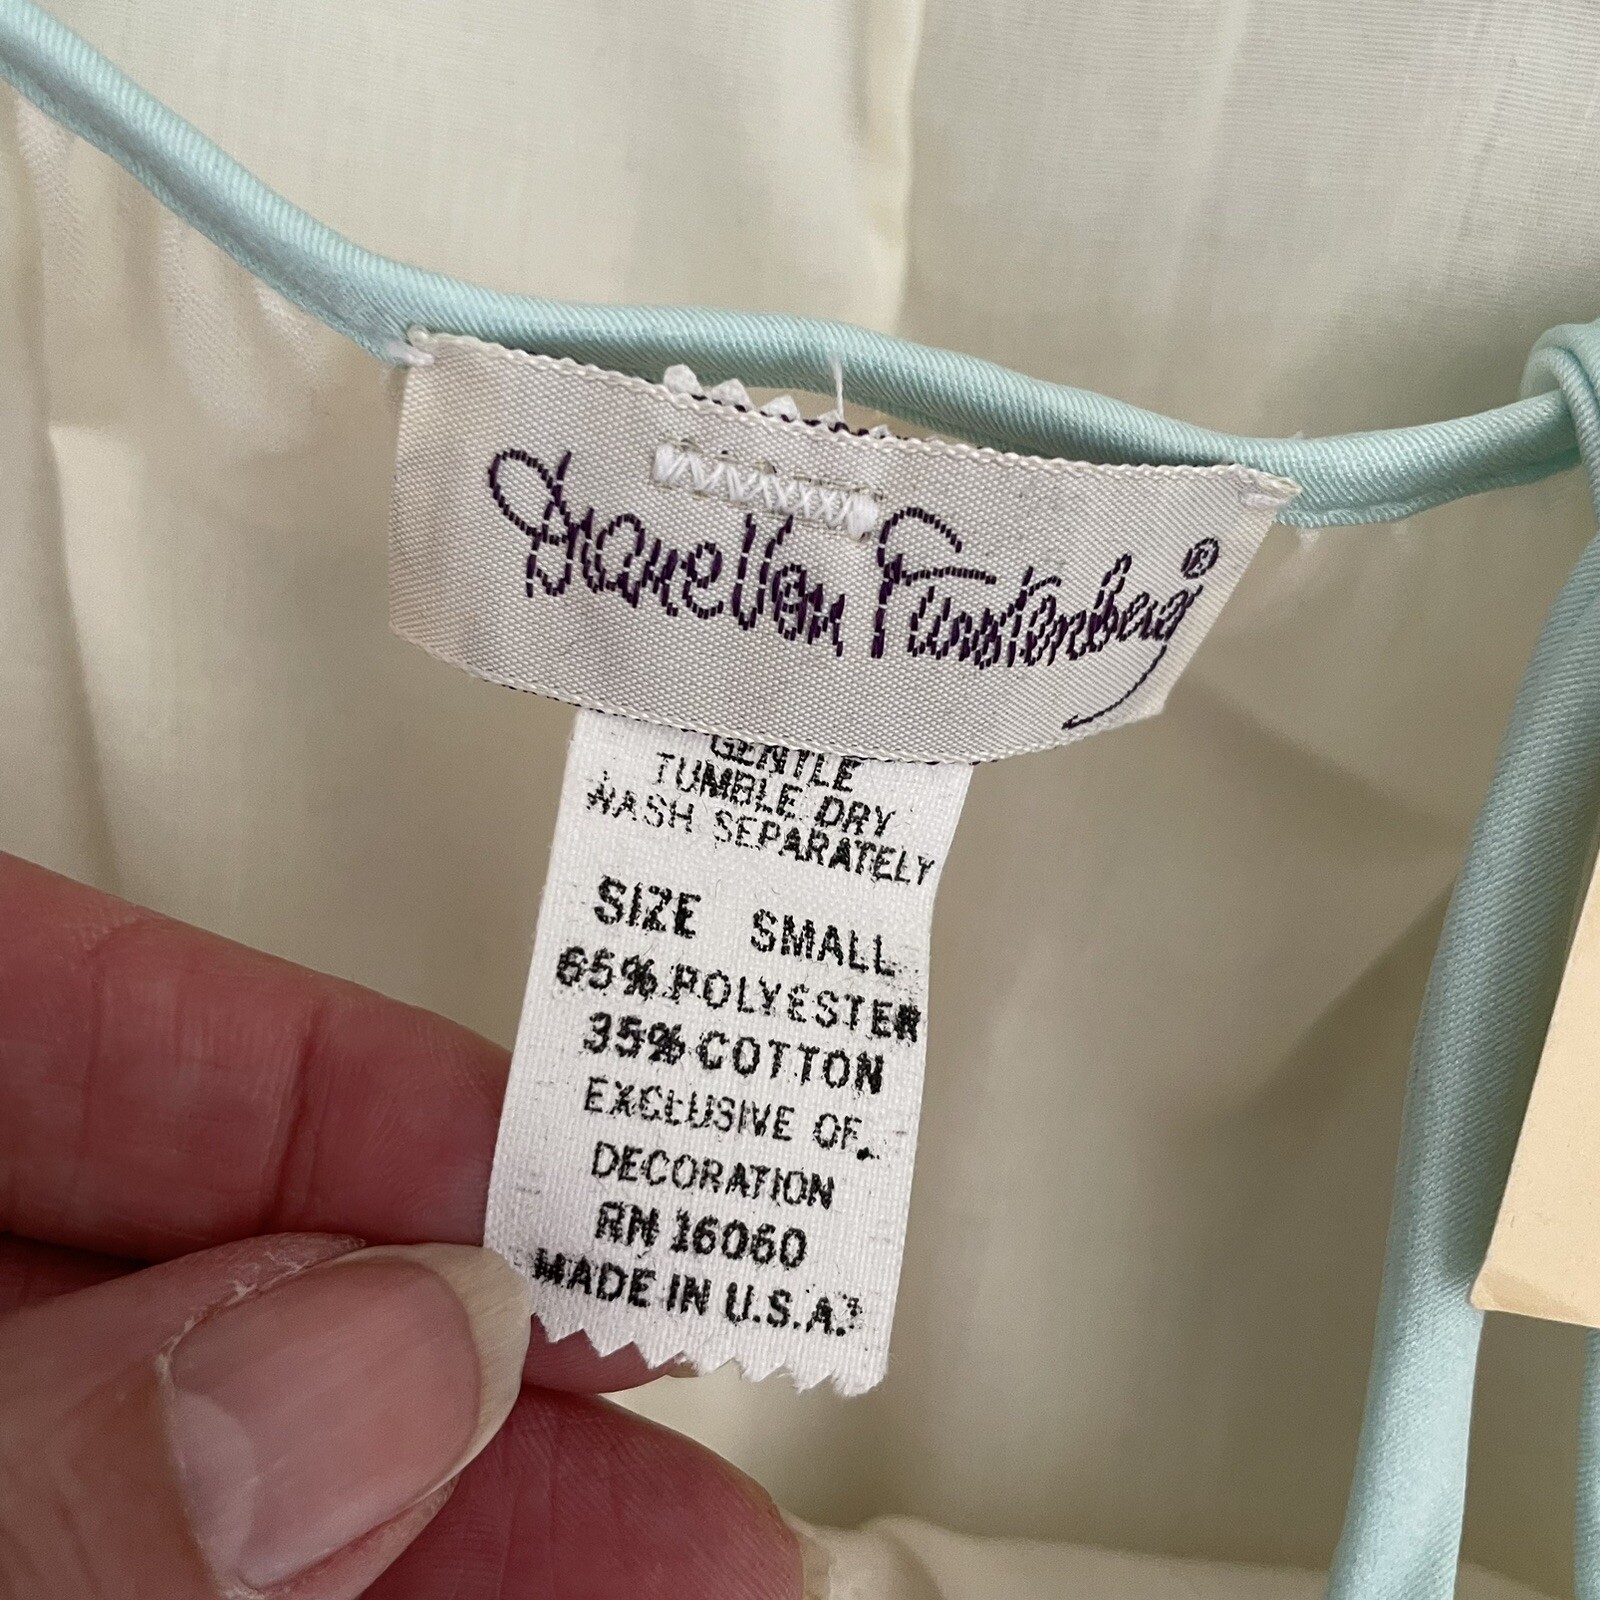 Diane Von Furstenberg®
GENTLE
TUMBLE DRY
WASH SEPARATELY
SIZE SMALL
65% POLYESTER
35% COTTON
EXCLUSIVE OF
DECORATION
RN 16060
MADE IN U.S.A.